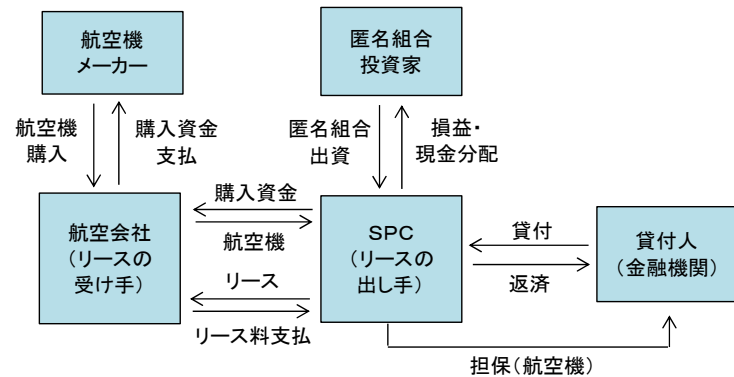 航空機
メーカー
匿名組合
投資家
航空機
購入
購入資金
支払
匿名組合
出資
損益・
現金分配
航空会社
(リースの
受け手)
購入資金
航空機
リース
リース料支払
SPC
(リースの
出し手)
貸付
返済
貸付人
(金融機関)
担保(航空機)